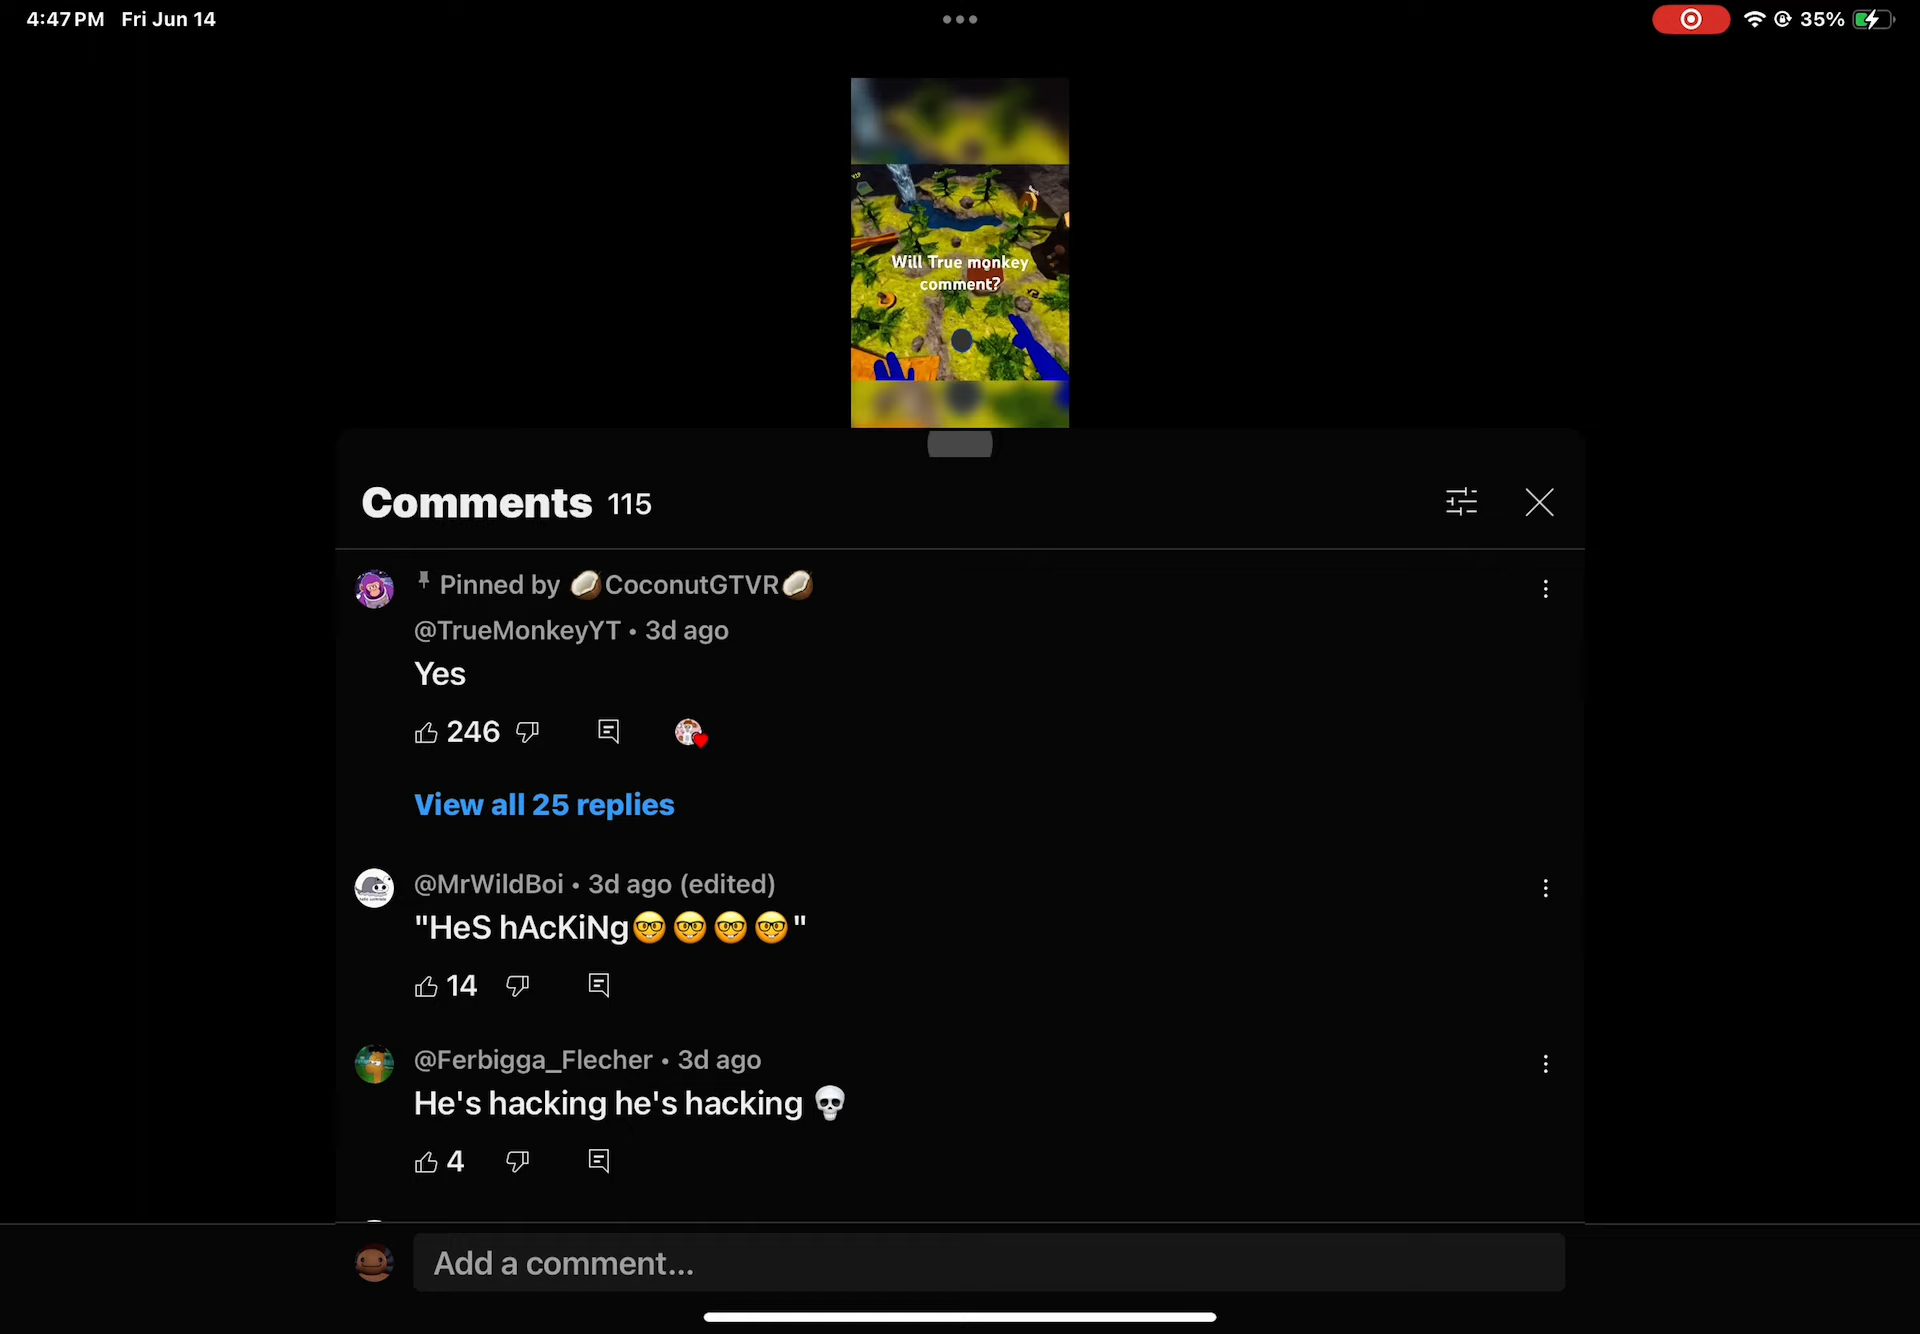 4:47 PM Fri Jun 14
35%
Will True monkey
comment?
Comments 115
Pinned by 🥥CoconutGTVR🥥
@TrueMonkeyYT • 3d ago
Yes
246
View all 25 replies
@MrWildBoi • 3d ago (edited)
"HeS hAcKiNg🤓🤓🤓🤓"
14
@Ferbigga_Flecher • 3d ago
He's hacking he's hacking 💀
4
Add a comment...